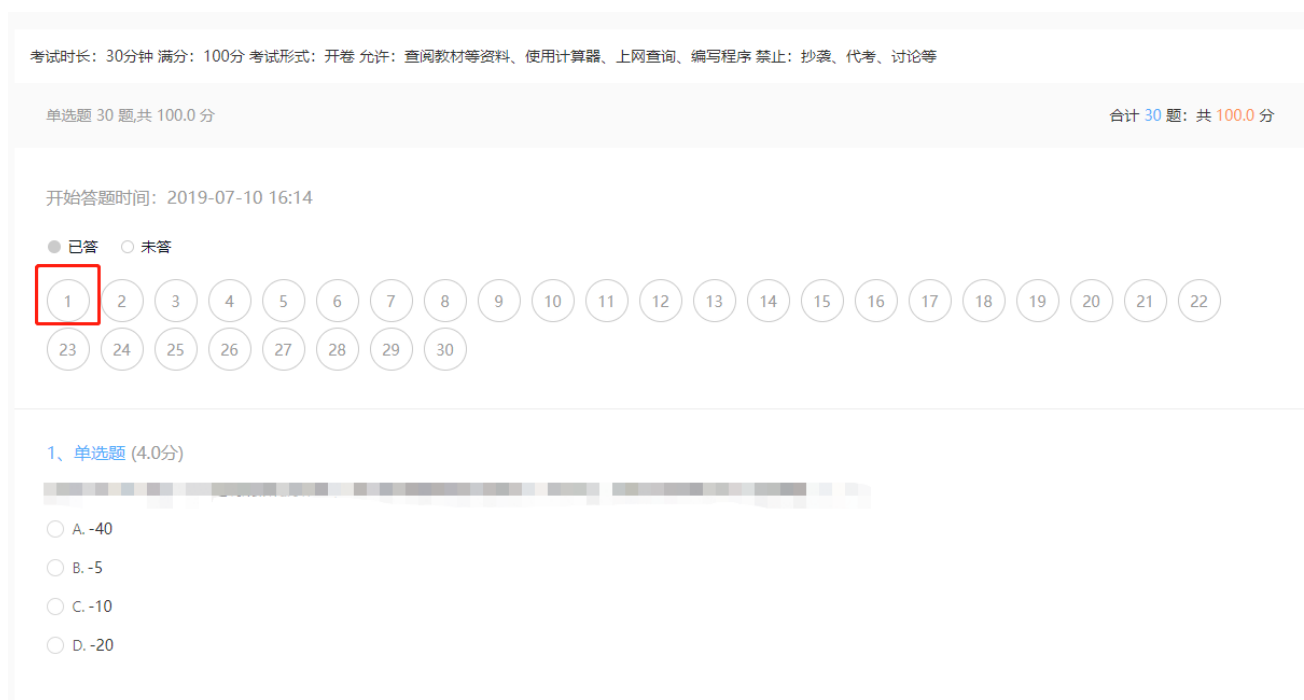 考试时长：30分钟 满分：100分 考试形式：开卷 允许：查阅教材等资料、使用计算器、上网查询、编写程序 禁止：抄袭、代考、讨论等
单选题 30 题,共 100.0 分 合计 30 题：共 100.0 分
开始答题时间：2019-07-10 16:14
已答 未答
1 2 3 4 5 6 7 8 9 10 11 12 13 14 15 16 17 18 19 20 21 22
23 24 25 26 27 28 29 30
1、单选题 (4.0分)
A. -40
B. -5
C. -10
D. -20